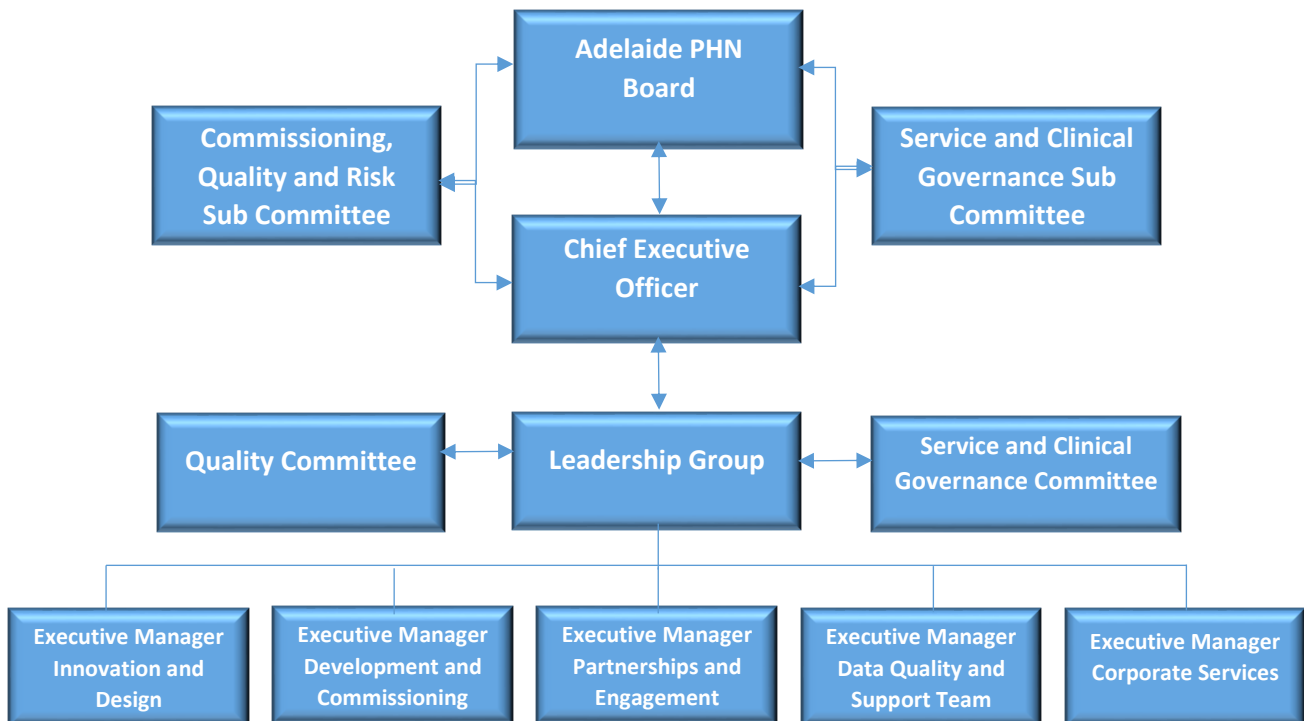 Adelaide PHN
Board
Commissioning,
Quality and Risk
Sub Committee
Service and Clinical
Governance Sub
Committee
Chief Executive
Officer
Quality Committee
Leadership Group
Service and Clinical
Governance Committee
Executive Manager
Innovation and
Design
Executive Manager
Development and
Commissioning
Executive Manager
Partnerships and
Engagement
Executive Manager
Data Quality and
Support Team
Executive Manager
Corporate Services